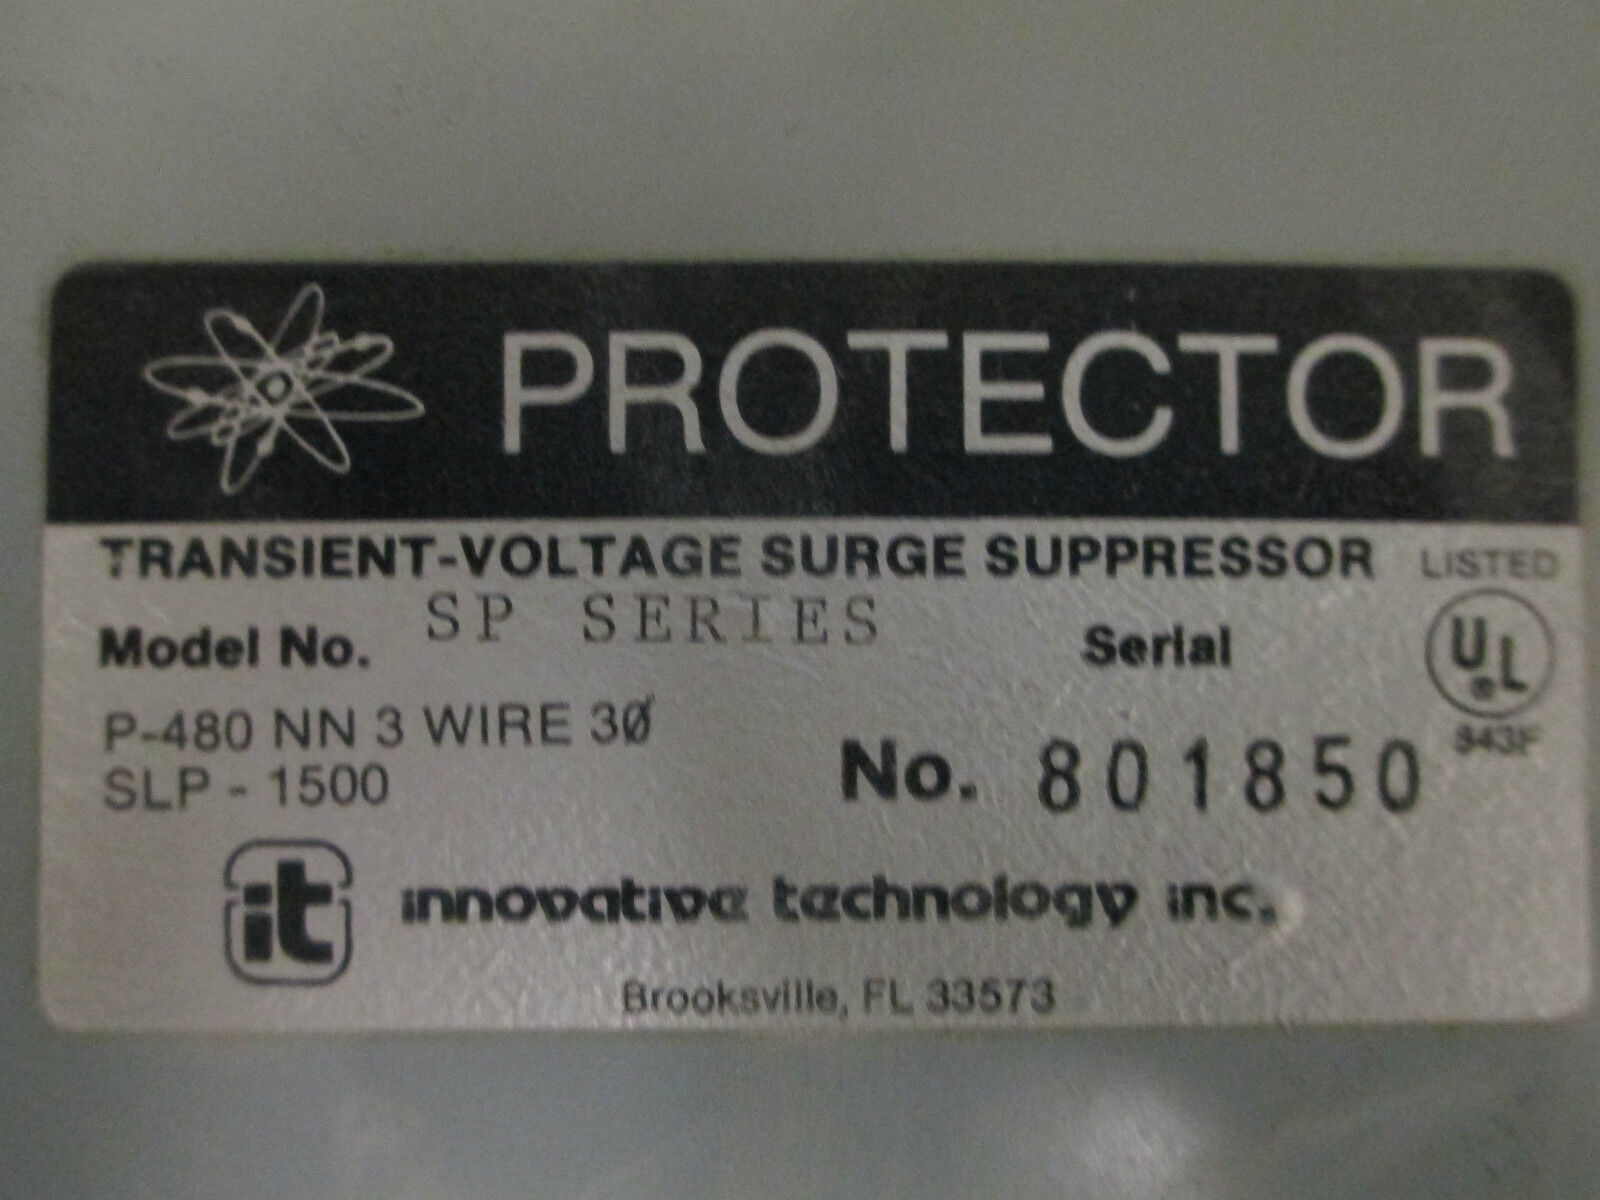 PROTECTOR
TRANSIENT-VOLTAGE SURGE SUPPRESSOR
LISTED
Model No. SP SERIES
Serial
UL
®
P-480 NN 3 WIRE 3Ø
843F
SLP - 1500
No. 801850
it innovative technology inc.
Brooksville, FL 33573